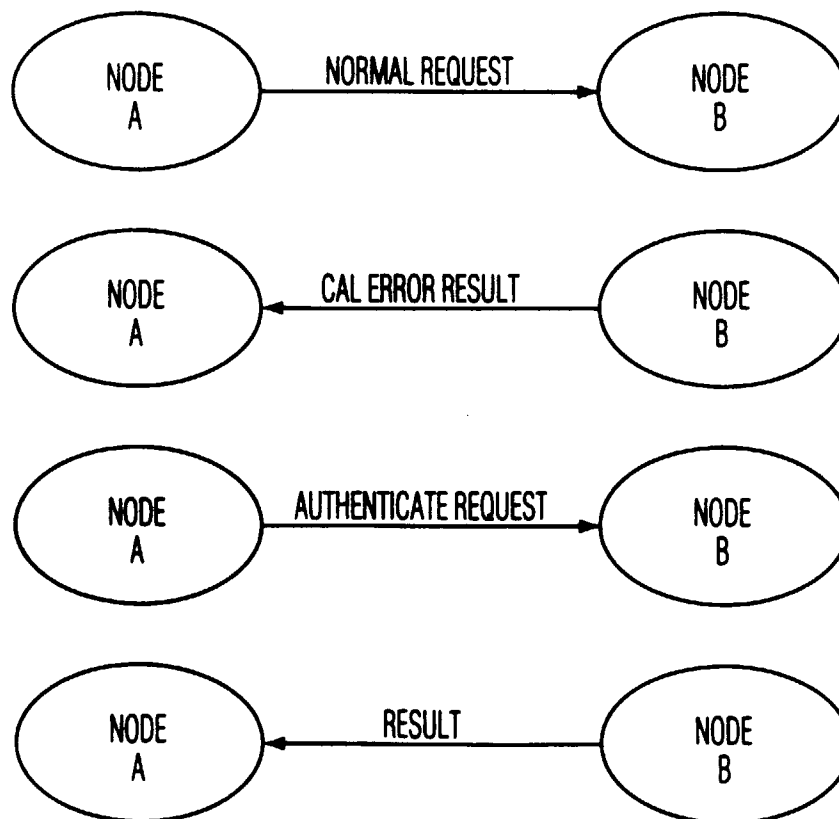 NODE
A
NORMAL REQUEST
NODE
B
NODE
A
CAL ERROR RESULT
NODE
B
NODE
A
AUTHENTICATE REQUEST
NODE
B
NODE
A
RESULT
NODE
B